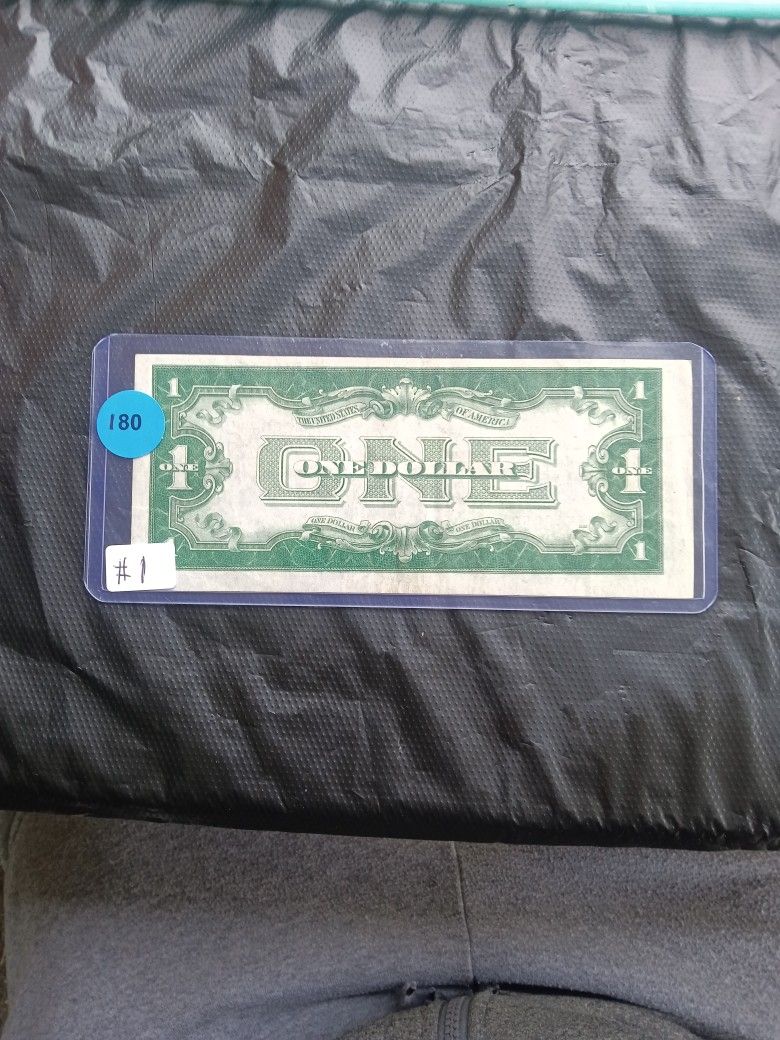 1 1
THE UNITED STATES OF AMERICA
180
ONE
1 ONE
ONE DOLLAR
1 ONE
ONE DOLLAR ONE DOLLAR
1
# 1